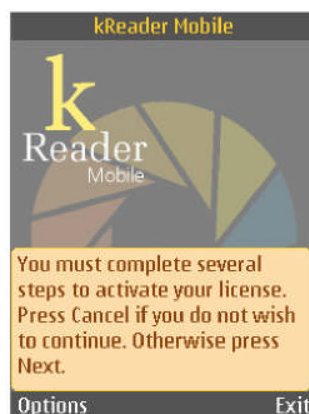 kReader Mobile
k
Reader
Mobile
You must complete several
steps to activate your license.
Press Cancel if you do not wish
to continue. Otherwise press
Next.
Options Exit